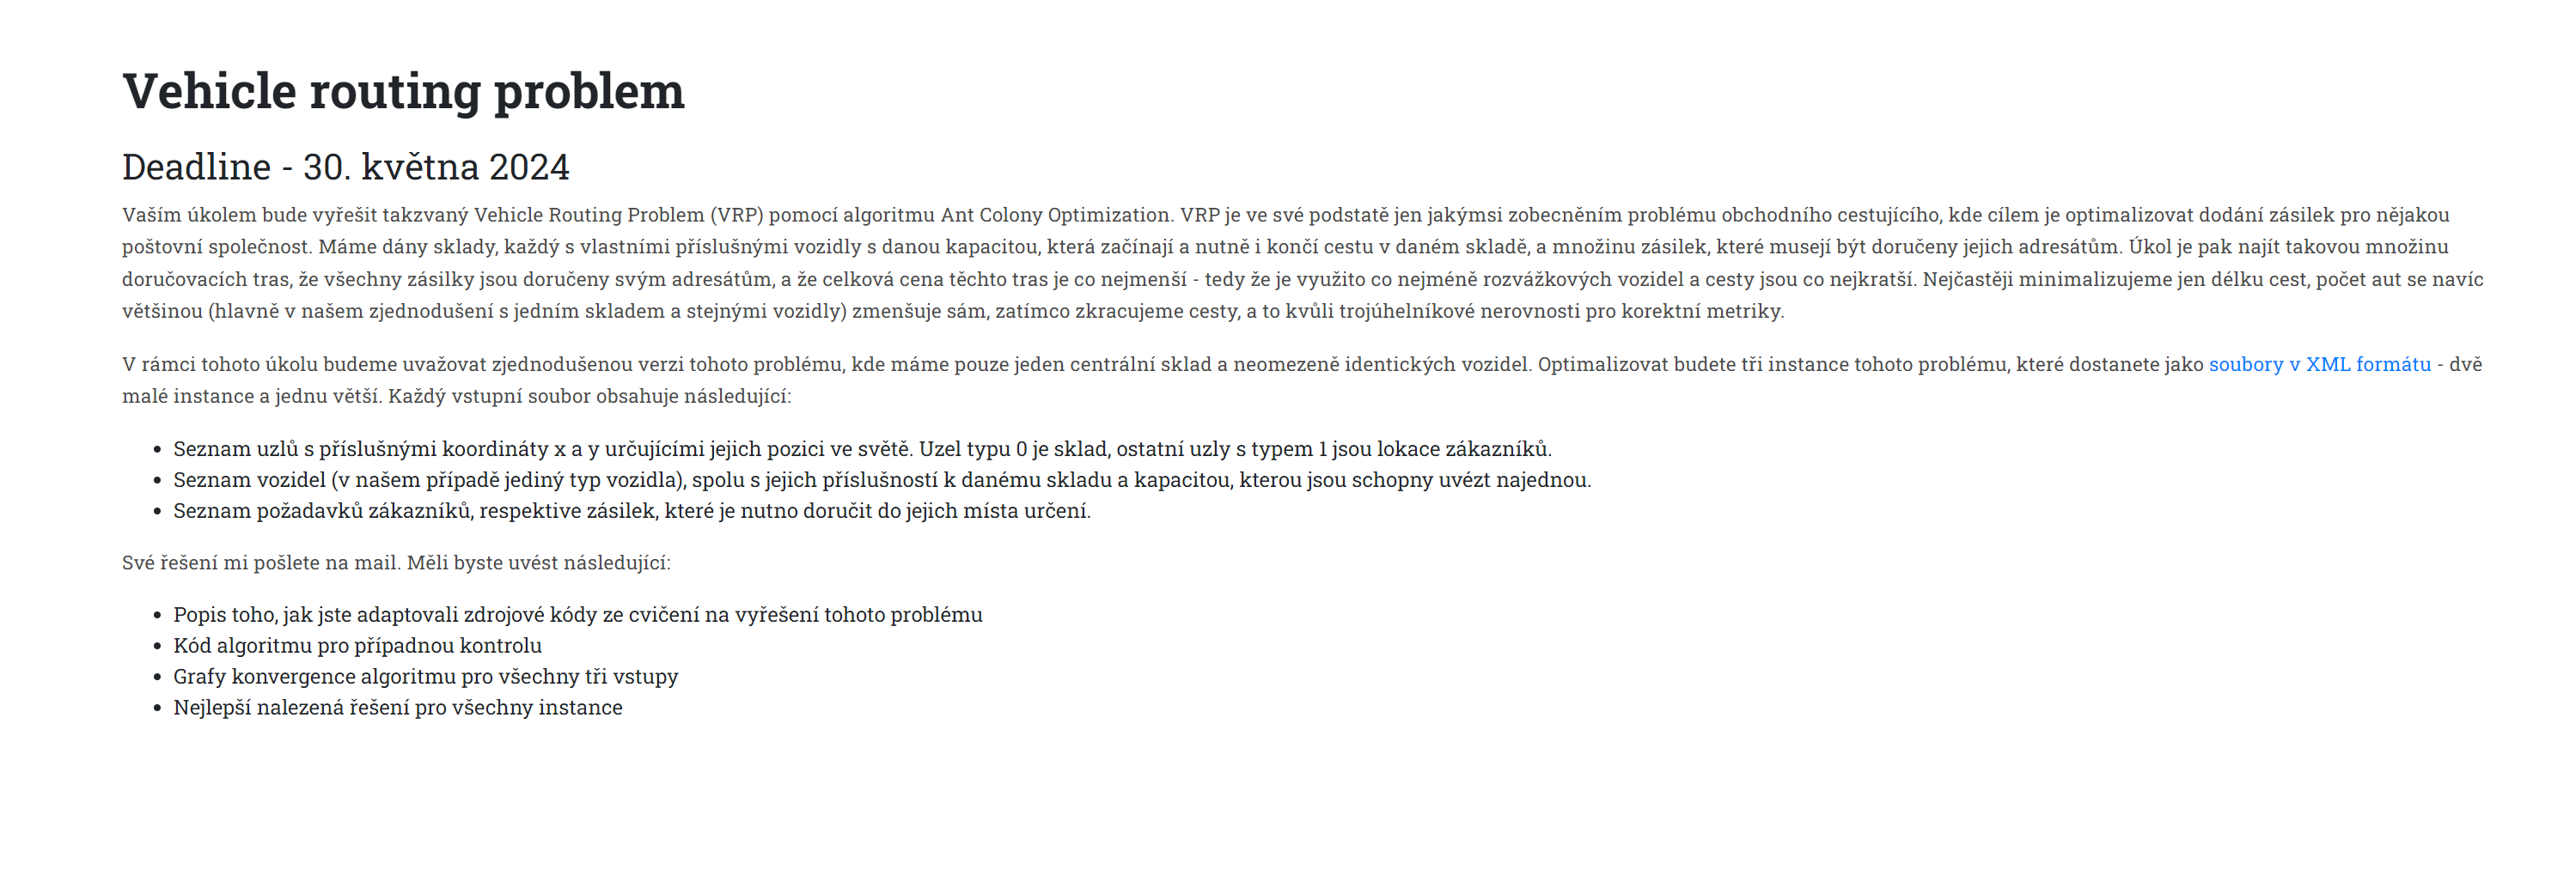 Vehicle routing problem
Deadline - 30. května 2024
Vaším úkolem bude vyřešit takzvaný Vehicle Routing Problem (VRP) pomocí algoritmu Ant Colony Optimization. VRP je ve své podstatě jen jakýmsi zobecněním problému obchodního cestujícího, kde cílem je optimalizovat dodání zásilek pro nějakou
poštovní společnost. Máme dány sklady, každý s vlastními příslušnými vozidly s danou kapacitou, která začínají a nutně i končí cestu v daném skladě, a množinu zásilek, které musejí být doručeny jejich adresátům. Úkol je pak najít takovou množinu
doručovacích tras, že všechny zásilky jsou doručeny svým adresátům, a že celková cena těchto tras je co nejmenší - tedy že je využito co nejméně rozvážkových vozidel a cesty jsou co nejkratší. Nejčastěji minimalizujeme jen délku cest, počet aut se navíc
většinou (hlavně v našem zjednodušení s jedním skladem a stejnými vozidly) zmenšuje sám, zatímco zkracujeme cesty, a to kvůli trojúhelníkové nerovnosti pro korektní metriky.
V rámci tohoto úkolu budeme uvažovat zjednodušenou verzi tohoto problému, kde máme pouze jeden centrální sklad a neomezeně identických vozidel. Optimalizovat budete tři instance tohoto problému, které dostanete jako soubory v XML formátu - dvě
malé instance a jednu větší. Každý vstupní soubor obsahuje následující:
• Seznam uzlů s příslušnými koordináty x a y určujícími jejich pozici ve světě. Uzel typu 0 je sklad, ostatní uzly s typem 1 jsou lokace zákazníků.
• Seznam vozidel (v našem případě jediný typ vozidla), spolu s jejich příslušností k danému skladu a kapacitou, kterou jsou schopny uvézt najednou.
• Seznam požadavků zákazníků, respektive zásilek, které je nutno doručit do jejich místa určení.
Své řešení mi pošlete na mail. Měli byste uvést následující:
• Popis toho, jak jste adaptovali zdrojové kódy ze cvičení na vyřešení tohoto problému
• Kód algoritmu pro případnou kontrolu
• Grafy konvergence algoritmu pro všechny tři vstupy
• Nejlepší nalezená řešení pro všechny instance